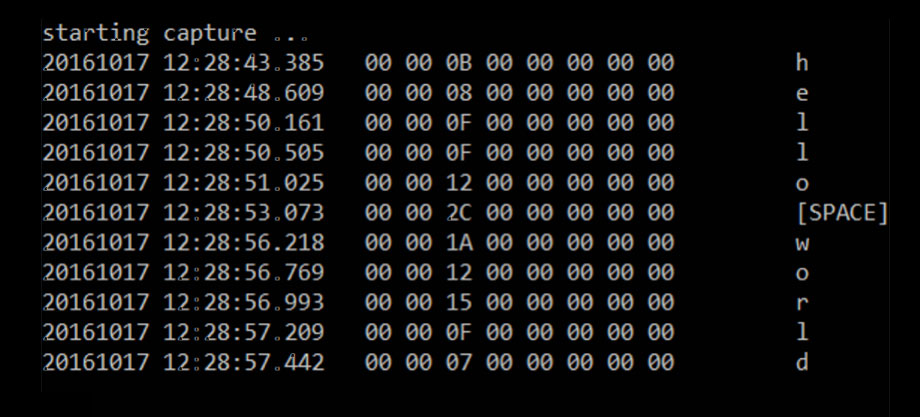 starting capture ...
20161017 12:28:43.385 00 00 0B 00 00 00 00 00 h
20161017 12:28:48.609 00 00 08 00 00 00 00 00 e
20161017 12:28:50.161 00 00 0F 00 00 00 00 00 l
20161017 12:28:50.505 00 00 0F 00 00 00 00 00 l
20161017 12:28:51.025 00 00 12 00 00 00 00 00 o
20161017 12:28:53.073 00 00 2C 00 00 00 00 00 [SPACE]
20161017 12:28:56.218 00 00 1A 00 00 00 00 00 w
20161017 12:28:56.769 00 00 12 00 00 00 00 00 o
20161017 12:28:56.993 00 00 15 00 00 00 00 00 r
20161017 12:28:57.209 00 00 0F 00 00 00 00 00 l
20161017 12:28:57.442 00 00 07 00 00 00 00 00 d